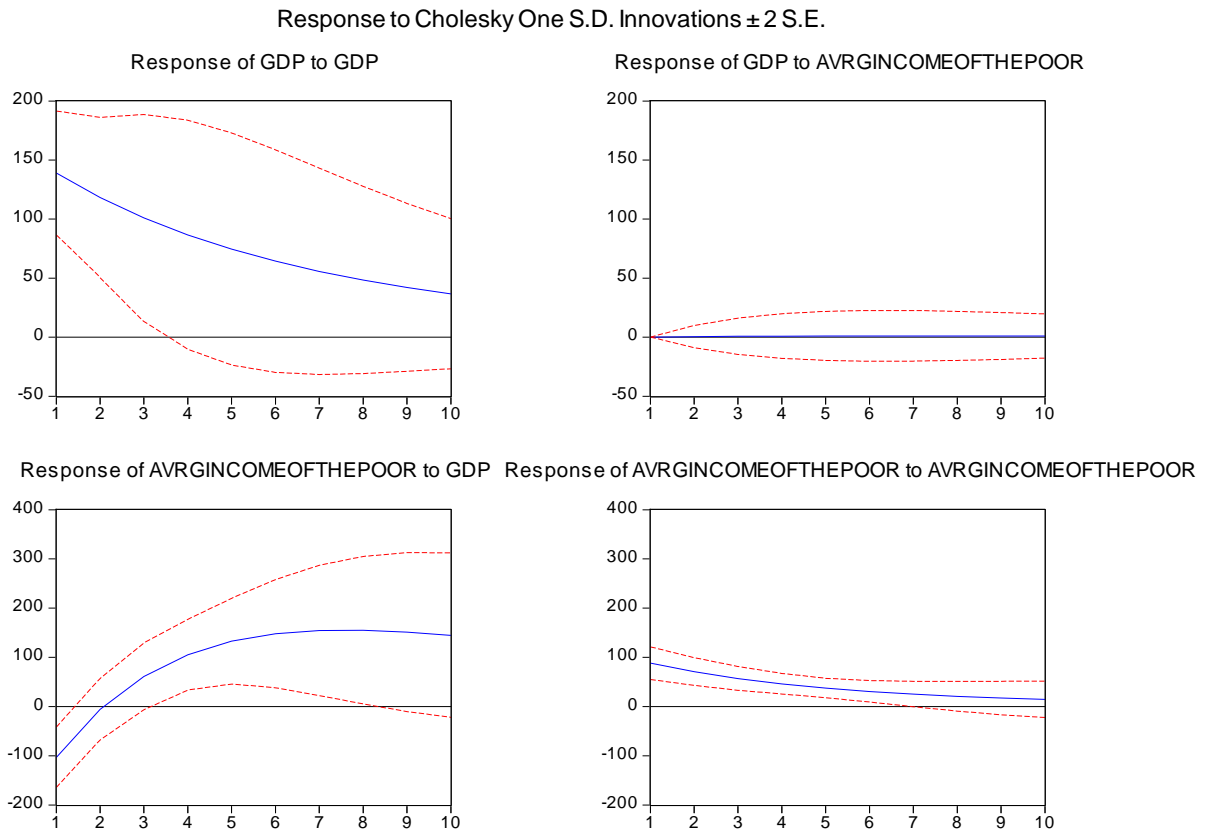 Response to Cholesky One S.D. Innovations ± 2 S.E.
Response of GDP to GDP
200
150
100
50
0
-50
1 2 3 4 5 6 7 8 9 10
Response of GDP to AVRGINCOMEOFTHEPOOR
200
150
100
50
0
-50
1 2 3 4 5 6 7 8 9 10
Response of AVRGINCOMEOFTHEPOOR to GDP
400
300
200
100
0
-100
-200
1 2 3 4 5 6 7 8 9 10
Response of AVRGINCOMEOFTHEPOOR to AVRGINCOMEOFTHEPOOR
400
300
200
100
0
-100
-200
1 2 3 4 5 6 7 8 9 10